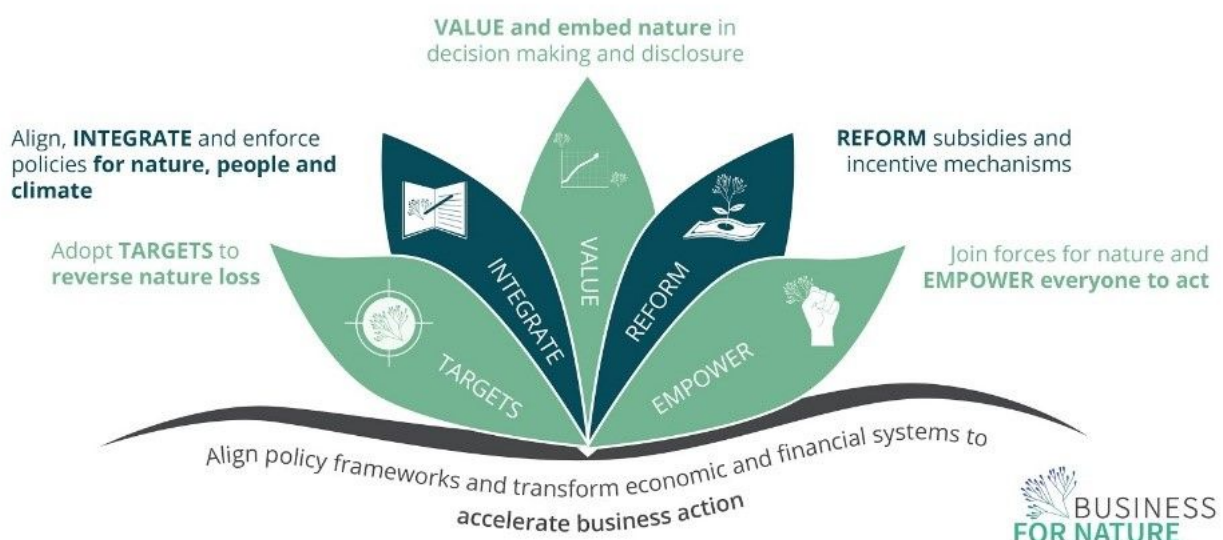 VALUE and embed nature in
decision making and disclosure
Align, INTEGRATE and enforce
policies for nature, people and
climate
REFORM subsidies and
incentive mechanisms
Adopt TARGETS to
reverse nature loss
Join forces for nature and
EMPOWER everyone to act
TARGETS
INTEGRATE
VALUE
REFORM
EMPOWER
Align policy frameworks and transform economic and financial systems to
accelerate business action
BUSINESS
FOR NATURE